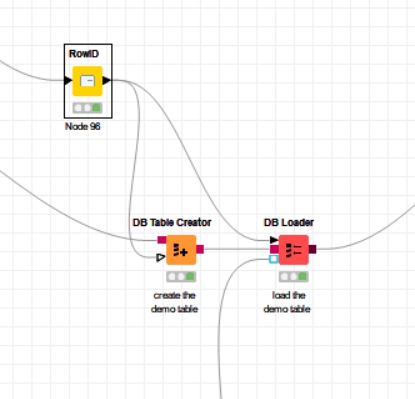 RowID
Node 96
DB Table Creator
create the
demo table
DB Loader
load the
demo table